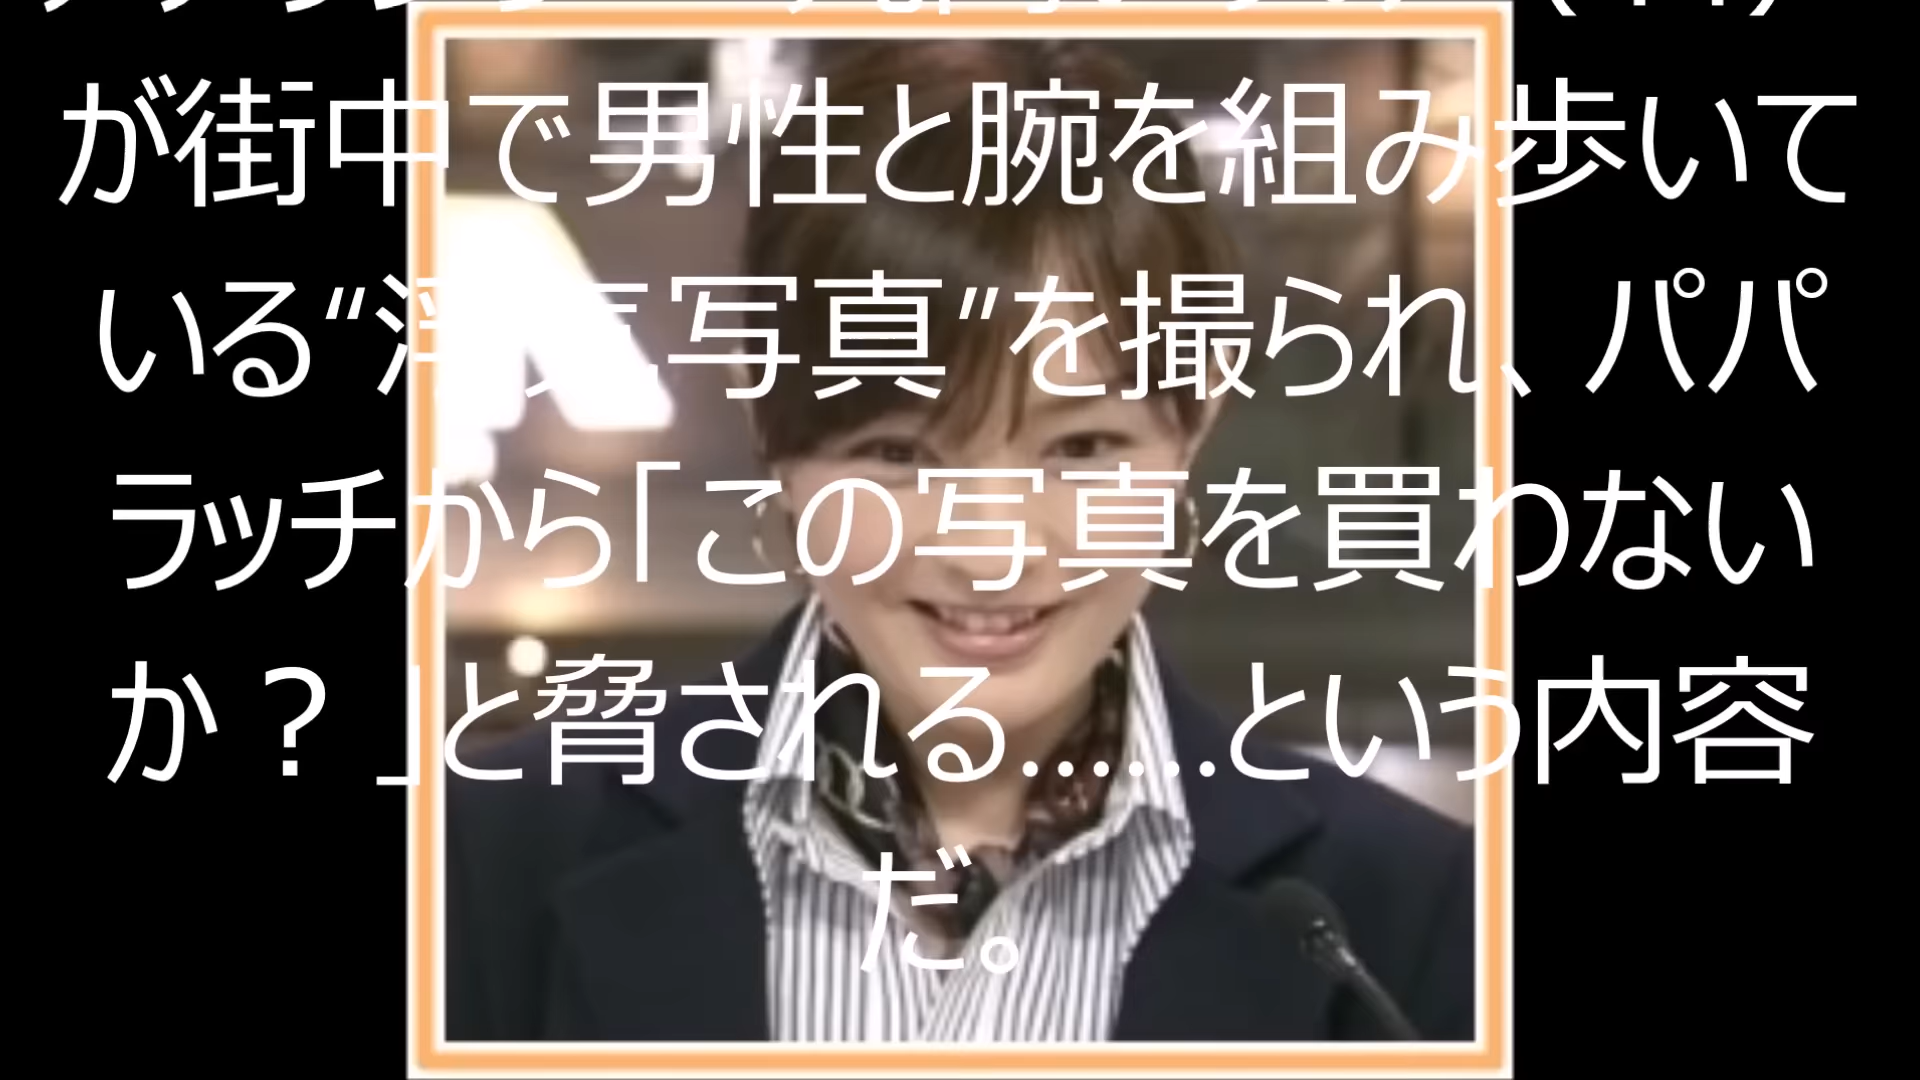 が街中で男性と腕を組み歩いて
いる“浮気写真”を撮られ、パパ
ラッチから「この写真を買わない
か？」と脅される……という内容
だ。